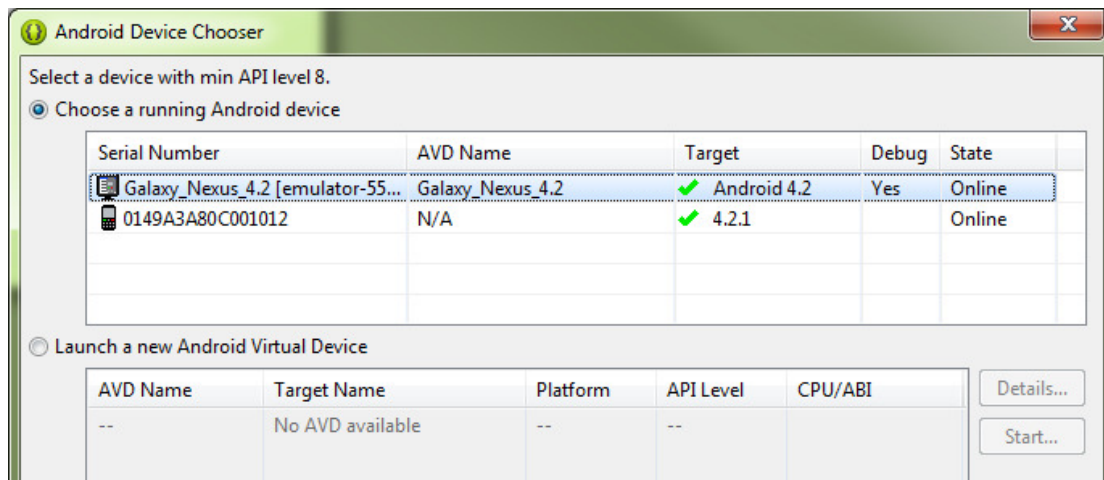 Android Device Chooser
Select a device with min API level 8.
Choose a running Android device
Serial Number AVD Name Target Debug State
Galaxy_Nexus_4.2 [emulator-55... Galaxy_Nexus_4.2 Android 4.2 Yes Online
0149A3A80C001012 N/A 4.2.1 Online
Launch a new Android Virtual Device
AVD Name Target Name Platform API Level CPU/ABI Details...
-- No AVD available -- --
Start...